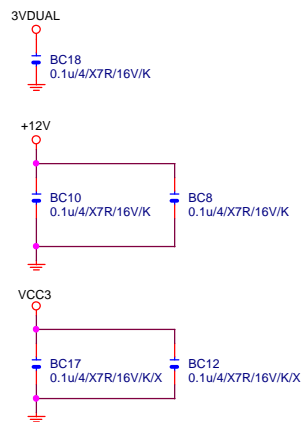 3VDUAL
BC18
0.1u/4/X7R/16V/K
+12V
BC10
0.1u/4/X7R/16V/K
BC8
0.1u/4/X7R/16V/K
VCC3
BC17
0.1u/4/X7R/16V/K/X
BC12
0.1u/4/X7R/16V/K/X